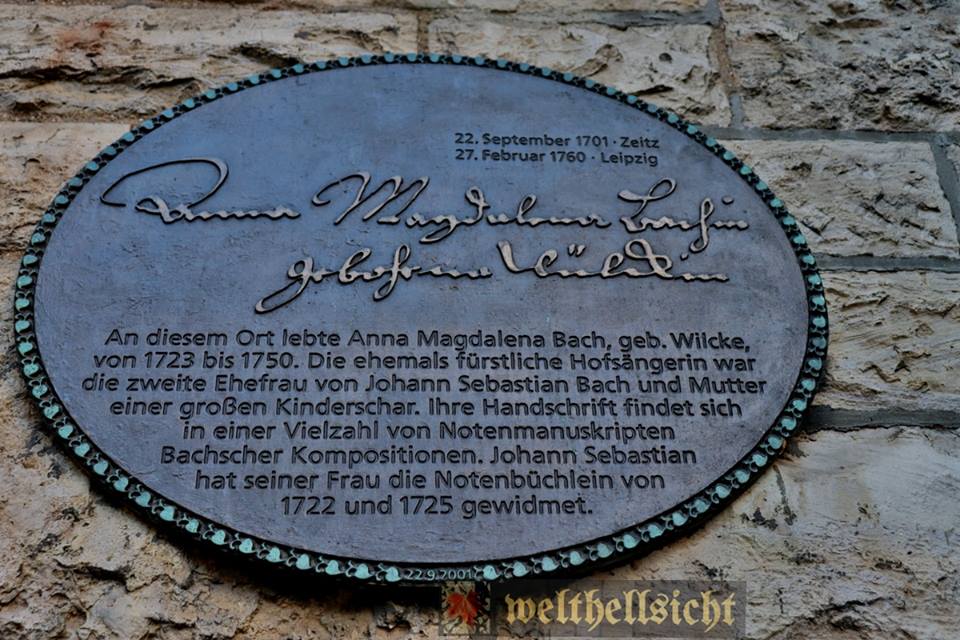 22. September 1701 · Zeitz
27. Februar 1760 · Leipzig
Anna Magdalena Bachin
gebohrne Wülckin
An diesem Ort lebte Anna Magdalena Bach, geb. Wilcke,
von 1723 bis 1750. Die ehemals fürstliche Hofsängerin war
die zweite Ehefrau von Johann Sebastian Bach und Mutter
einer großen Kinderschar. Ihre Handschrift findet sich
in einer Vielzahl von Notenmanuskripten
Bachscher Kompositionen. Johann Sebastian
hat seiner Frau die Notenbüchlein von
1722 und 1725 gewidmet.
22.9.2001
welthellsicht